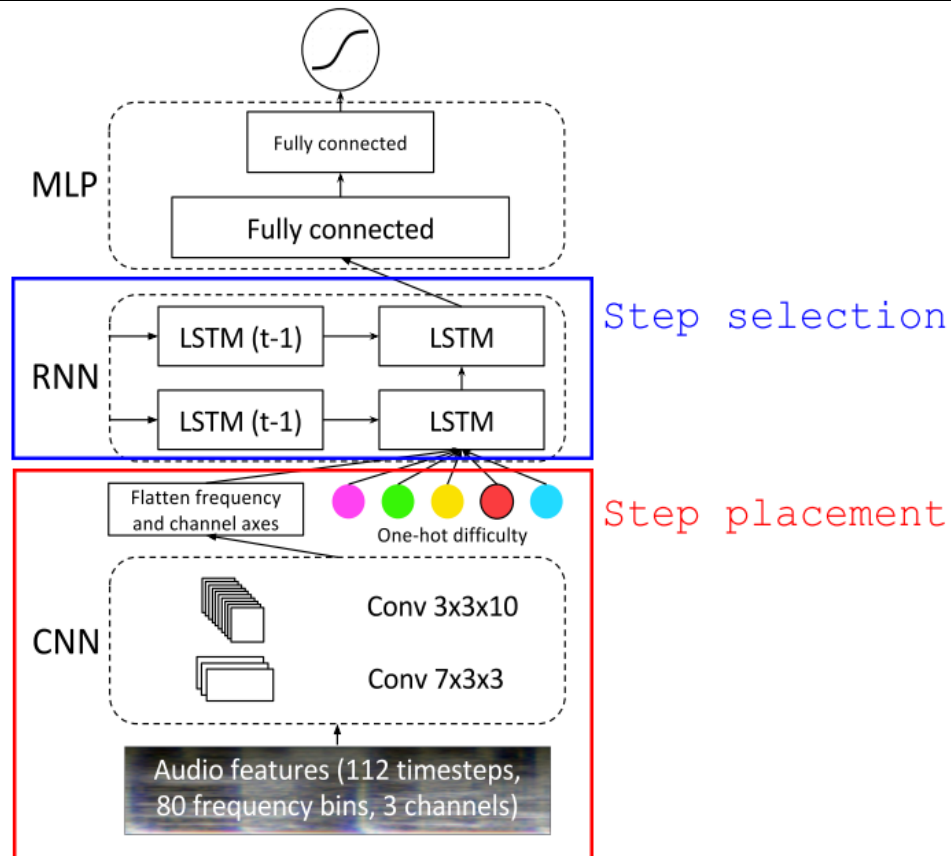 Fully connected
MLP
Fully connected
Step selection
LSTM (t-1)
LSTM
RNN
LSTM (t-1)
LSTM
Flatten frequency
and channel axes
Step placement
One-hot difficulty
Conv 3x3x10
CNN
Conv 7x3x3
Audio features (112 timesteps,
80 frequency bins, 3 channels)